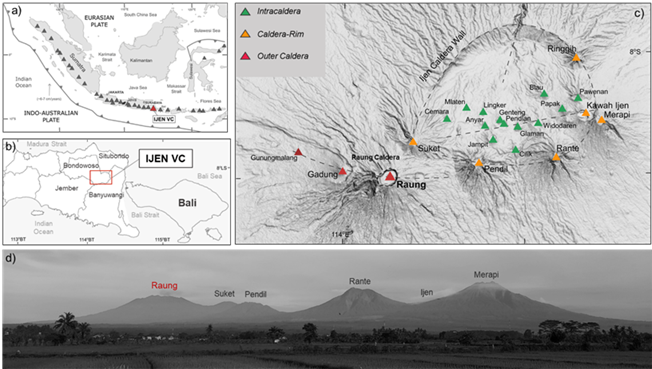 a)
EURASIAN
PLATE
South China Sea
Sulawesi Sea
Sumatra
Karimata
Strait
Kalimantan
Makassar
Strait
Java Sea
Indian
Ocean
INDO-AUSTRALIAN
PLATE
IJEN VC
Flores Sea
b)
Madura Strait
IJEN VC
Situbondo
Bondowoso
8°LS
Bali Sea
Jember
Banyuwangi
Bali
Bali Strait
Indian
Ocean
113°BT
114°BT
115°BT
Intracaldera
Caldera-Rim
Outer Caldera
c)
Ijen Caldera Wall
Ringgih
8°S
Blau
Pawenan
Mlaten
Lingker
Papak
Kawah Ijen
Cemara
Genteng
Merapi
Anyar
Pendian
Widodaren
Glaman
Jampit
Suket
Cilik
Rante
Gunungmalang
Raung Caldera
Pendil
Gadung
Raung
114°E
d)
Raung
Suket
Pendil
Rante
Ijen
Merapi